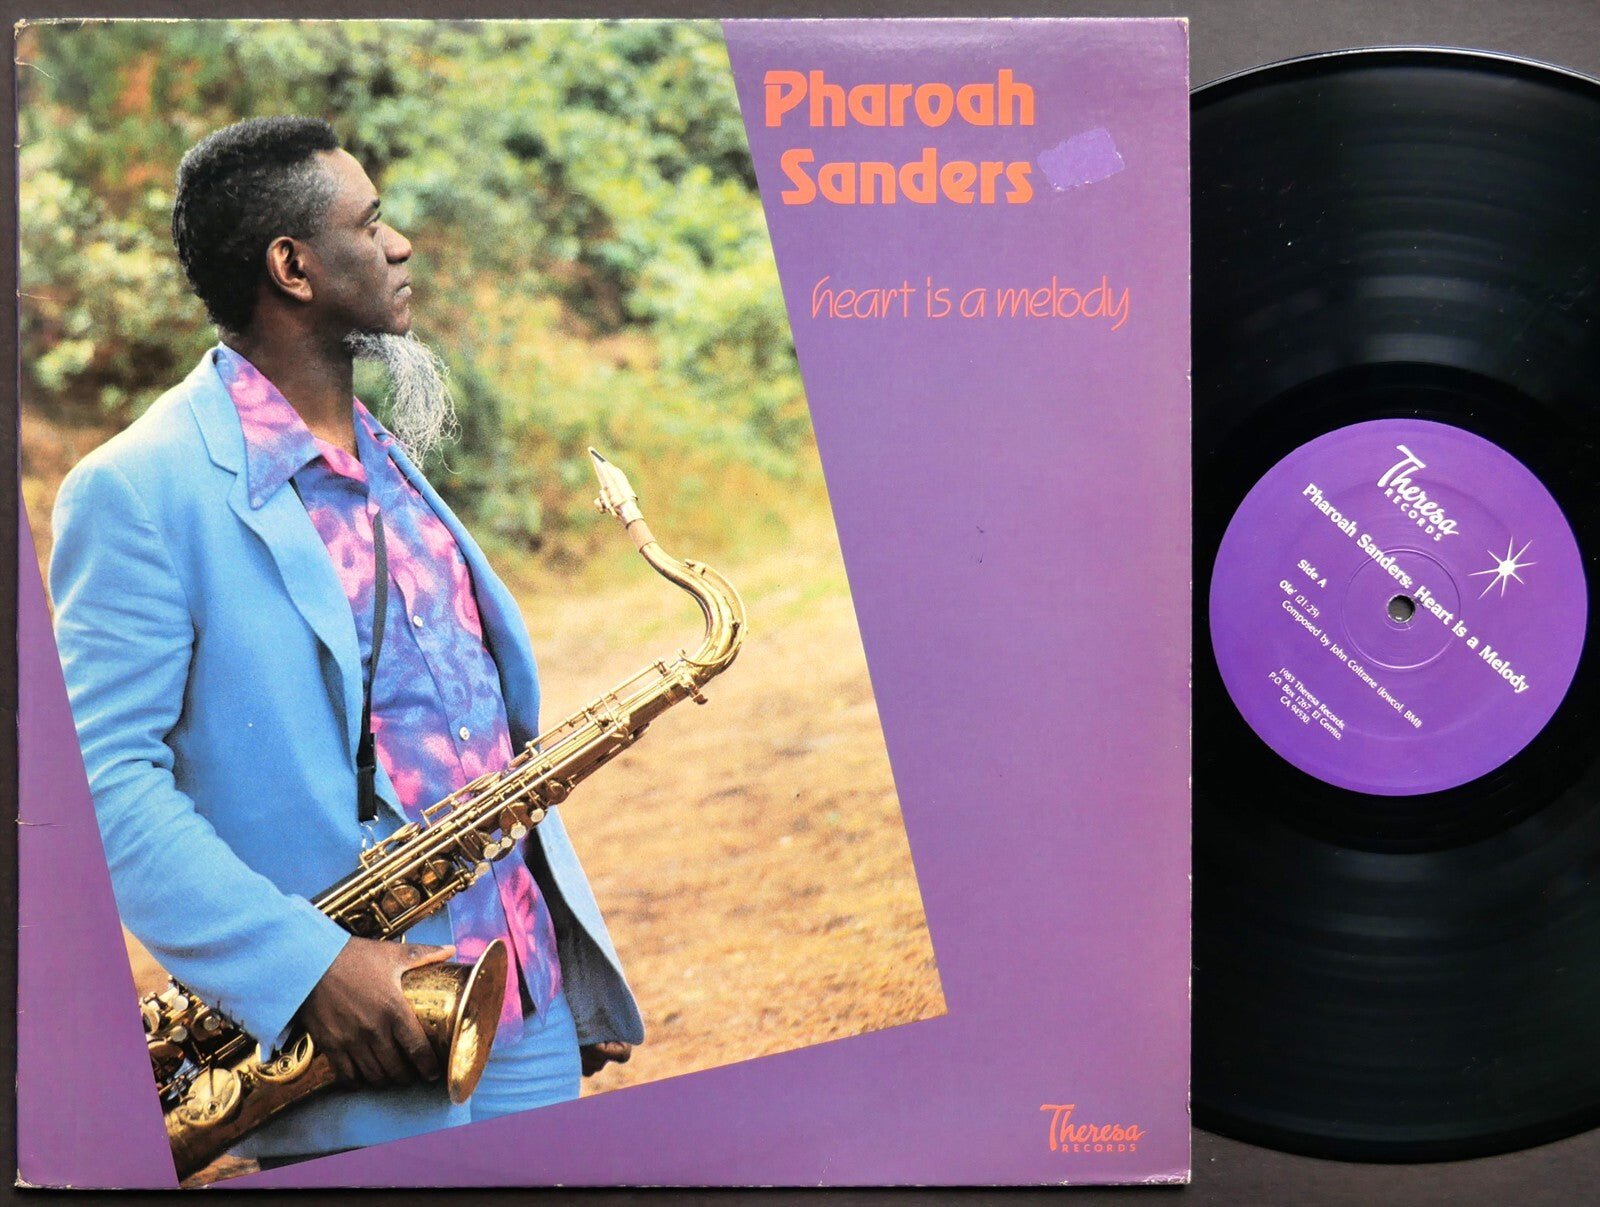 Pharoah
Sanders
heart is a melody
Theresa
RECORDS
Theresa
RECORDS
Pharoah Sanders: Heart is a Melody
Side A
Ole' (21:25)
Composed by John Coltrane (Jowcol, BMI)
1983 Theresa Records,
P.O. Box 1267, El Cerrito,
CA 94530.